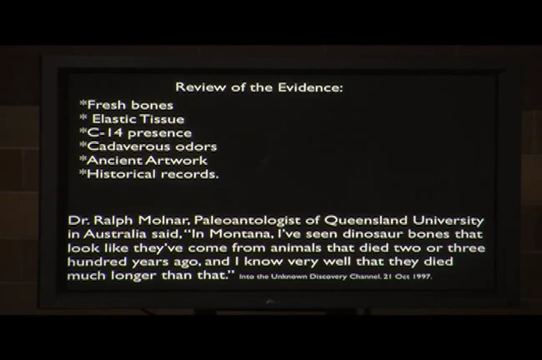 Review of the Evidence:
*Fresh bones
* Elastic Tissue
*C-14 presence
*Cadaverous odors
*Ancient Artwork
*Historical records.
Dr. Ralph Molnar, Paleoantologist of Queensland University
in Australia said, "In Montana, I've seen dinosaur bones that
look like they've come from animals that died two or three
hundred years ago, and I know very well that they died
much longer than that." Into the Unknown Discovery Channel. 21 Oct 1997.